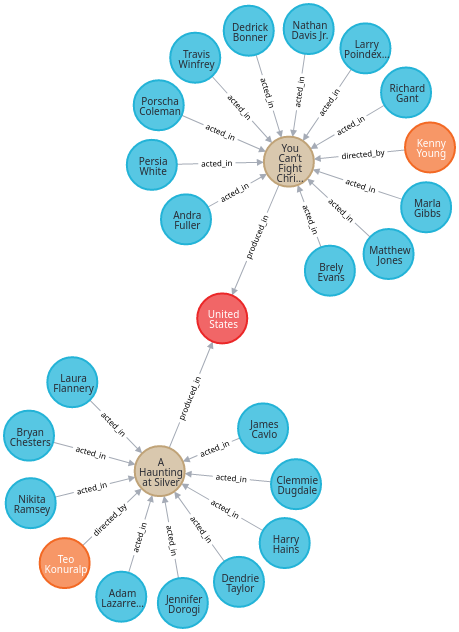 Dedrick
Bonner
Nathan
Davis Jr.
Travis
Winfrey
Larry
Poindex...
Richard
Gant
Porscha
Coleman
Kenny
Young
Persia
White
You
Can't
Fight
Chri...
Marla
Gibbs
Andra
Fuller
Matthew
Jones
Brely
Evans
acted_in
acted_in
acted_in
acted_in
acted_in
acted_in
directed_by
acted_in
acted_in
acted_in
acted_in
acted_in
produced_in
United
States
produced_in
Laura
Flannery
Bryan
Chesters
James
Cavlo
A
Haunting
at Silver
Clemmie
Dugdale
Nikita
Ramsey
Harry
Hains
Teo
Konuralp
Dendrie
Taylor
Adam
Lazarre...
Jennifer
Dorogi
acted_in
acted_in
acted_in
acted_in
acted_in
directed_by
acted_in
acted_in
acted_in
acted_in